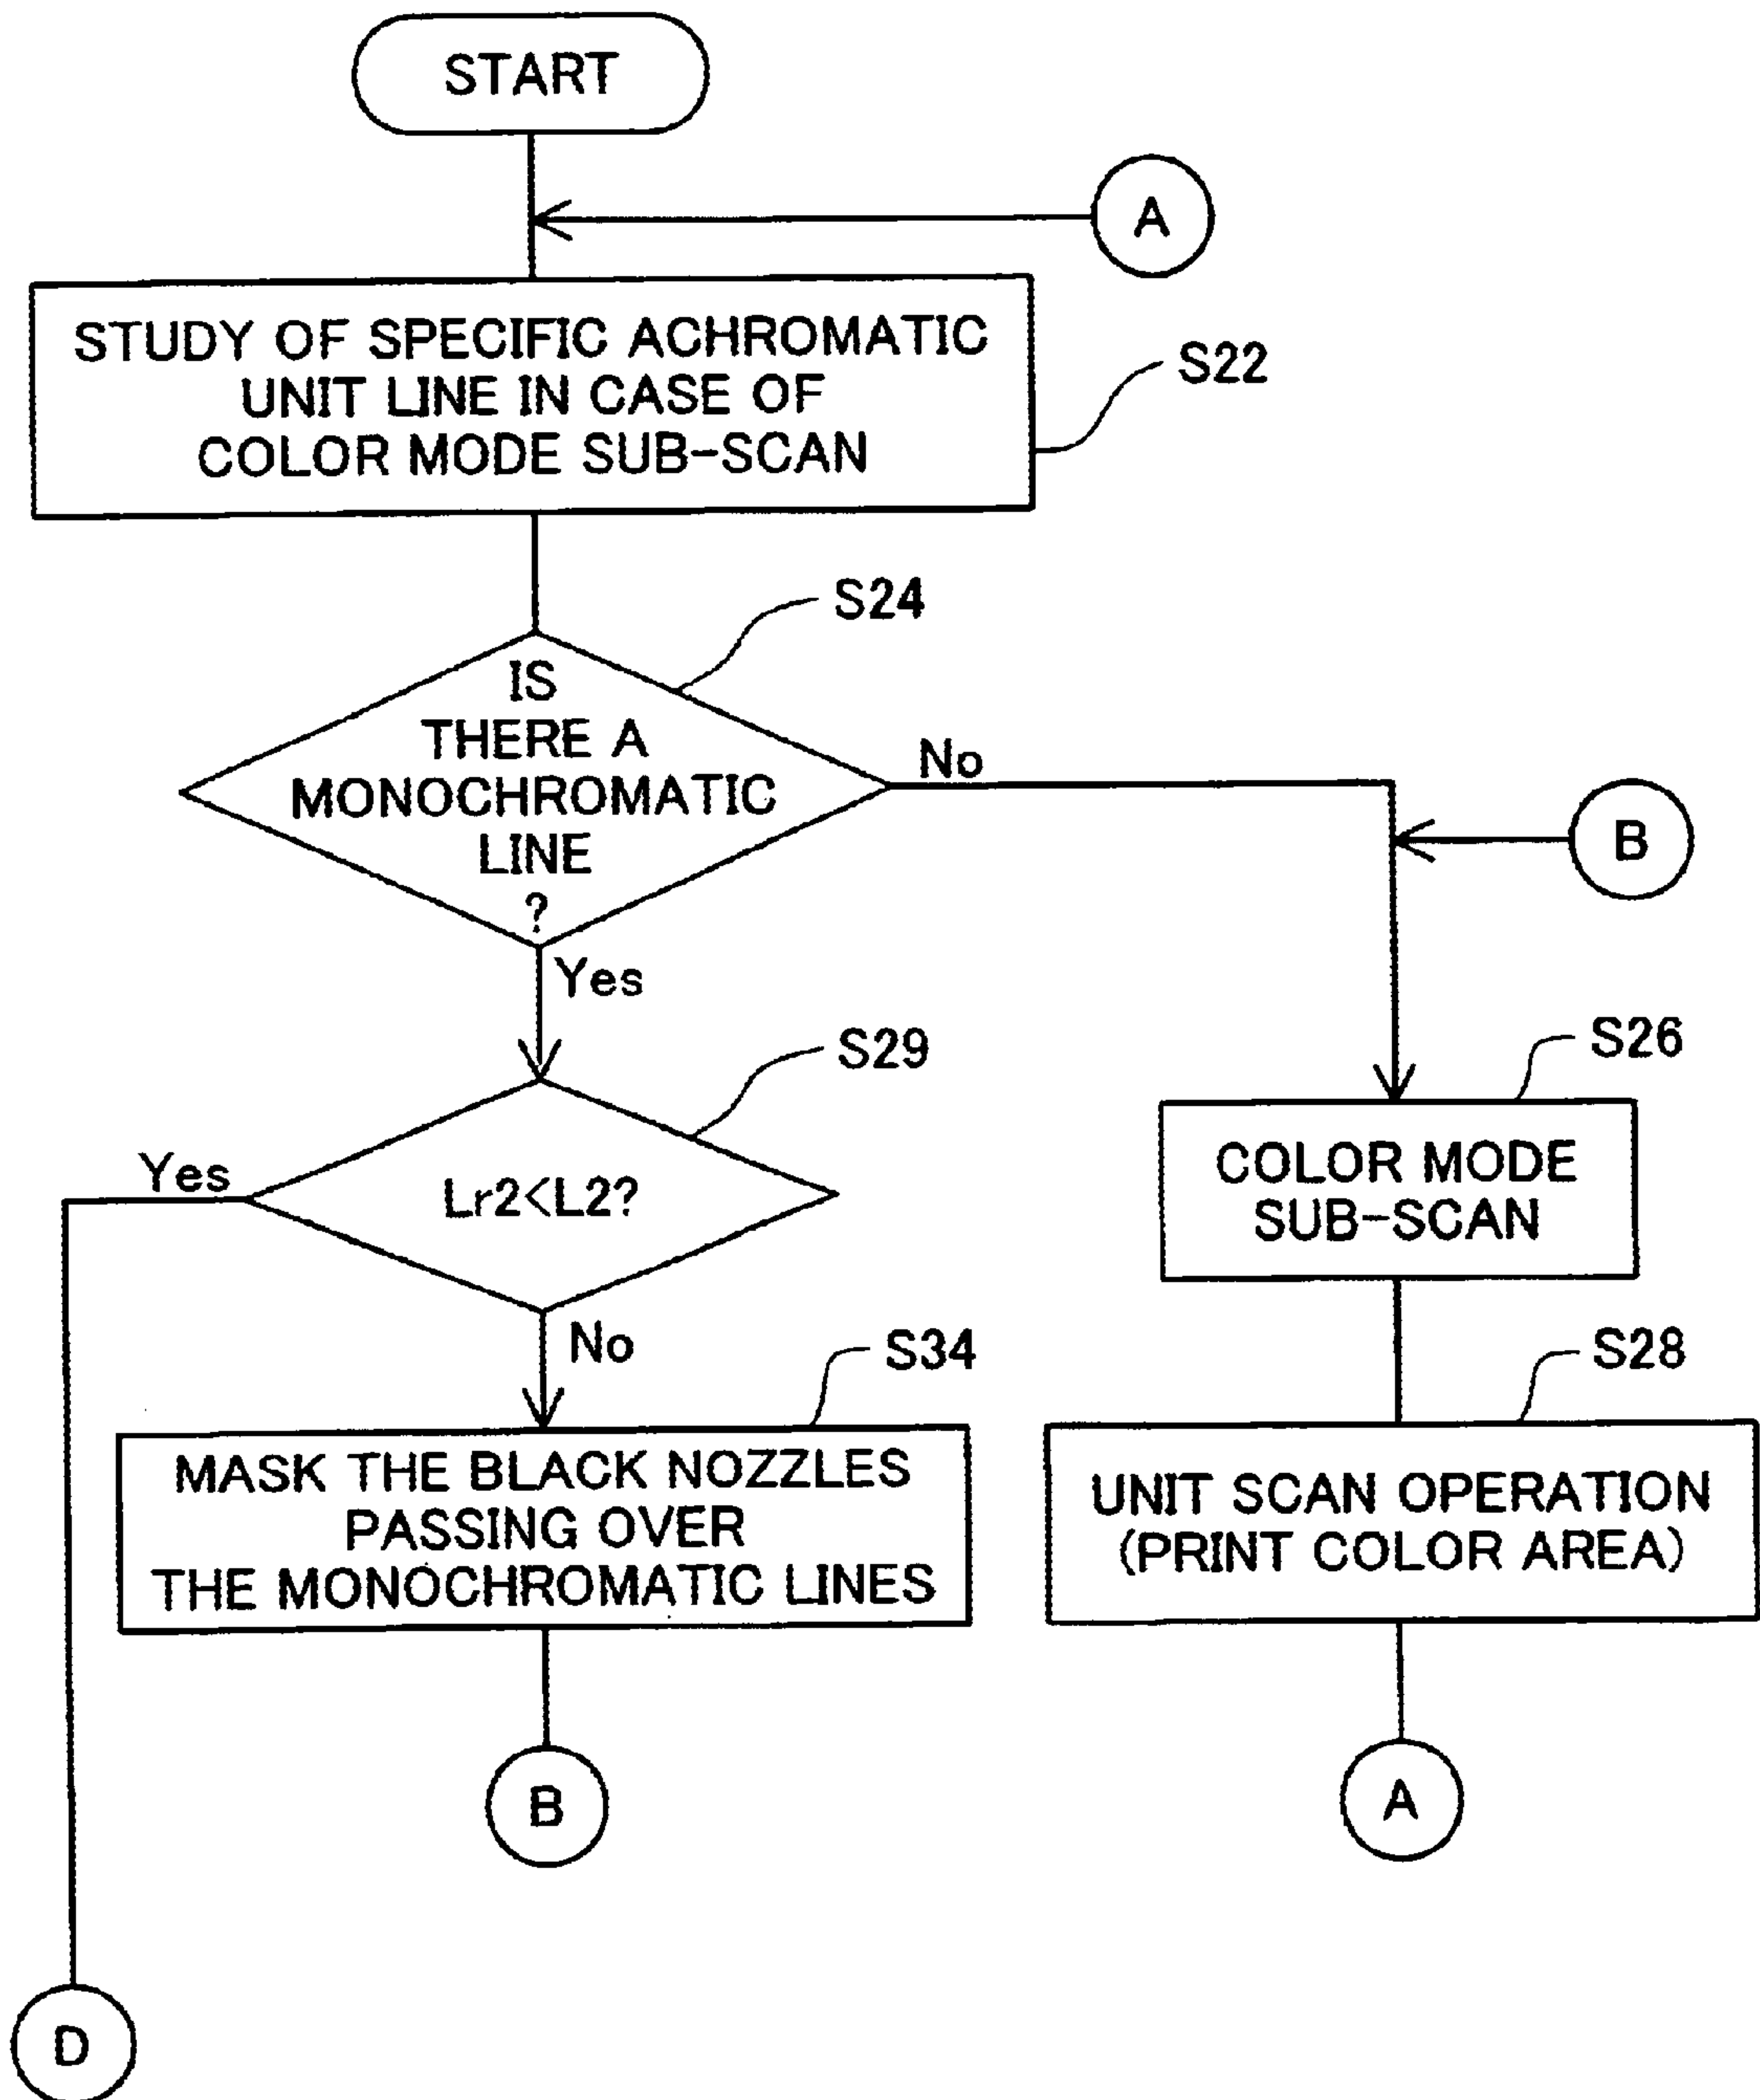 START
A
STUDY OF SPECIFIC ACHROMATIC
UNIT LINE IN CASE OF
COLOR MODE SUB-SCAN
S22
S24
IS
THERE A
MONOCHROMATIC
LINE
?
No
B
Yes
S29
S26
Yes
Lr2<L2?
COLOR MODE
SUB-SCAN
No
S34
S28
MASK THE BLACK NOZZLES
PASSING OVER
THE MONOCHROMATIC LINES
UNIT SCAN OPERATION
(PRINT COLOR AREA)
B
A
D